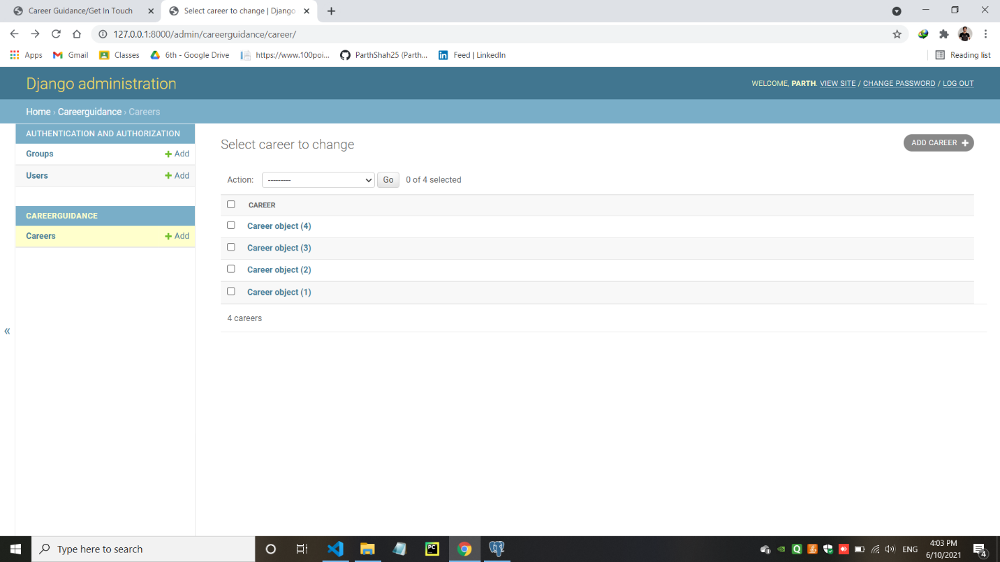 Career Guidance/Get In Touch
Select career to change | Django
127.0.0.1:8000/admin/careerguidance/career/
Apps
Gmail
Classes
6th - Google Drive
https://www.100poi...
ParthShah25 (Parth...
Feed | LinkedIn
Reading list
Django administration
WELCOME, PARTH. VIEW SITE / CHANGE PASSWORD / LOG OUT
Home › Careerguidance › Careers
AUTHENTICATION AND AUTHORIZATION
Groups + Add
Users + Add
CAREERGUIDANCE
Careers + Add
«
Select career to change
ADD CAREER +
Action: --------- Go 0 of 4 selected
CAREER
Career object (4)
Career object (3)
Career object (2)
Career object (1)
4 careers
Type here to search
PC
ENG
4:03 PM
6/10/2021
4